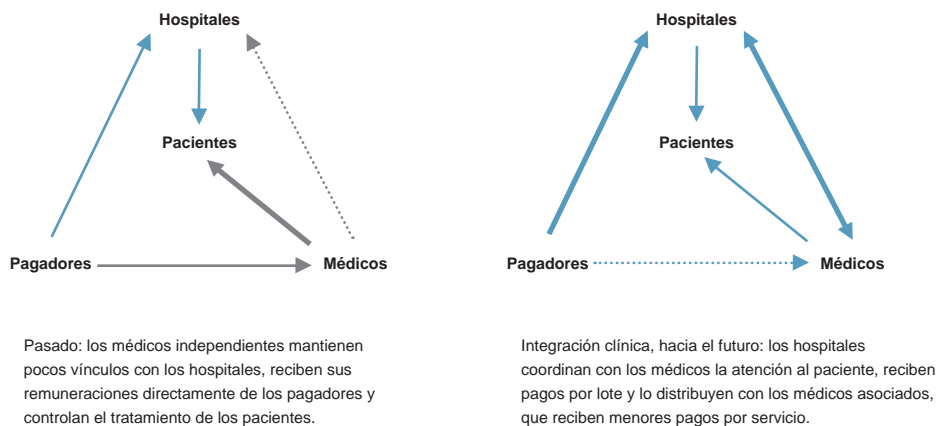 Hospitales
Pacientes
Pagadores
Médicos
Pasado: los médicos independientes mantienen
pocos vínculos con los hospitales, reciben sus
remuneraciones directamente de los pagadores y
controlan el tratamiento de los pacientes.
Hospitales
Pacientes
Pagadores
Médicos
Integración clínica, hacia el futuro: los hospitales
coordinan con los médicos la atención al paciente, reciben
pagos por lote y lo distribuyen con los médicos asociados,
que reciben menores pagos por servicio.